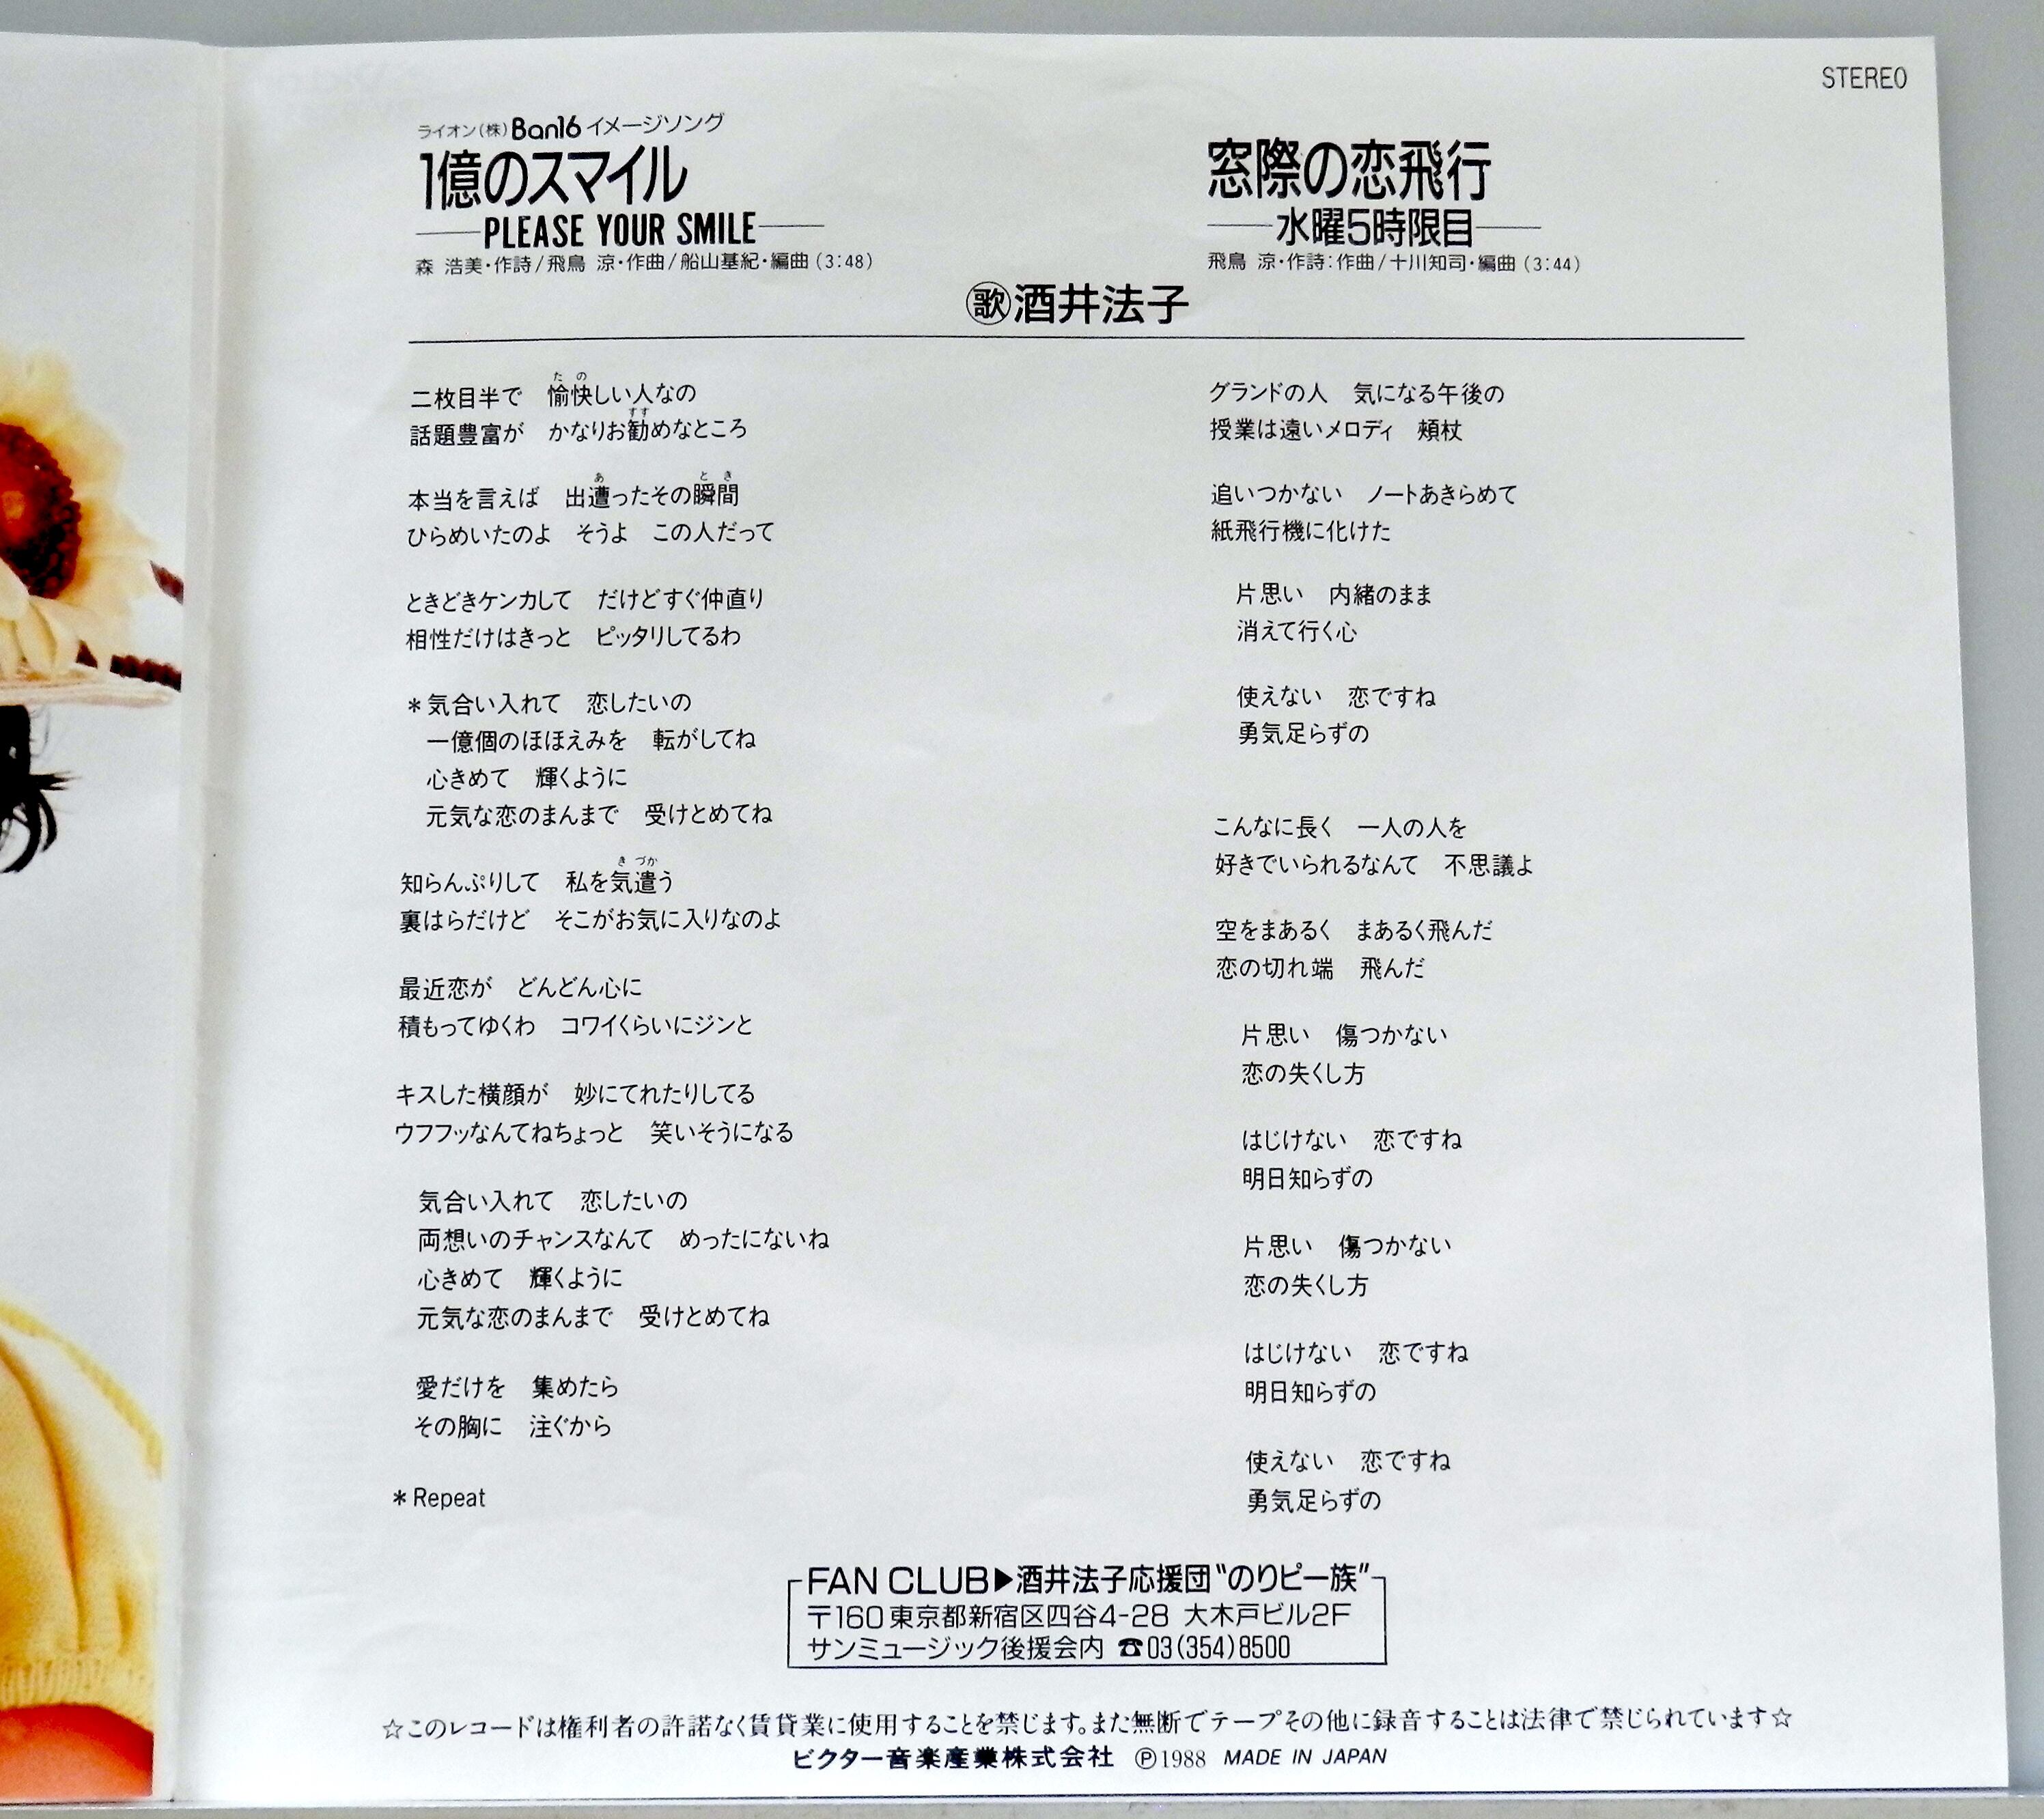 STEREO
ライオン(株)Ban16イメージソング
1億のスマイル
PLEASE YOUR SMILE
森 浩美・作詩/飛鳥 涼・作曲/船山基紀・編曲(3:48)
窓際の恋飛行
水曜5時限目
飛鳥 涼・作詩:作曲/十川知司・編曲(3:44)
歌 酒井法子
二枚目半で 愉快しい人なの
話題豊富が かなりお勧めなところ
本当を言えば 出遭ったその瞬間
ひらめいたのよ そうよ この人だって
ときどきケンカして だけどすぐ仲直り
相性だけはきっと ピッタリしてるわ
*気合い入れて 恋したいの
一億個のほほえみを 転がしてね
心きめて 輝くように
元気な恋のまんまで 受けとめてね
知らんぷりして 私を気遣う
裏はらだけど そこがお気に入りなのよ
最近恋が どんどん心に
積もってゆくわ コワイくらいにジンと
キスした横顔が 妙にてれたりしてる
ウフフッなんてねちょっと 笑いそうになる
気合い入れて 恋したいの
両想いのチャンスなんて めったにないね
心きめて 輝くように
元気な恋のまんまで 受けとめてね
愛だけを 集めたら
その胸に 注ぐから
*Repeat
グランドの人 気になる午後の
授業は遠いメロディ 頬杖
追いつかない ノートあきらめて
紙飛行機に化けた
片思い 内緒のまま
消えて行く心
使えない 恋ですね
勇気足らずの
こんなに長く 一人の人を
好きでいられるなんて 不思議よ
空をまあるく まあるく飛んだ
恋の切れ端 飛んだ
片思い 傷つかない
恋の失くし方
はじけない 恋ですね
明日知らずの
片思い 傷つかない
恋の失くし方
はじけない 恋ですね
明日知らずの
使えない 恋ですね
勇気足らずの
FAN CLUB▶酒井法子応援団〝のりピー族〟
〒160東京都新宿区四谷4-28 大木戸ビル2F
サンミュージック後援会内 ☎03(354)8500
☆このレコードは権利者の許諾なく賃貸業に使用することを禁じます。また無断でテープその他に録音することは法律で禁じられています☆
ビクター音楽産業株式会社 Ⓟ1988 MADE IN JAPAN